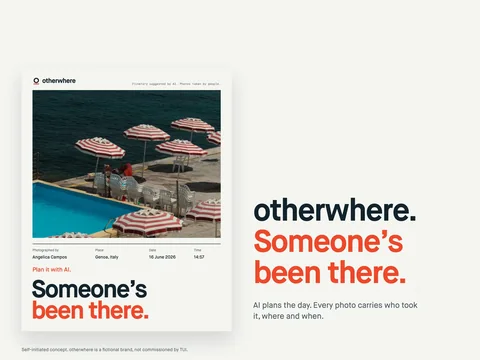 otherwhere
Itinerary suggested by AI. Photos taken by people.
Photographed by
Place
Date
Time
Angelica Campos
Genoa, Italy
16 June 2026
14:57
Plan it with AI.
Someone's
been there.
otherwhere.
Someone's
been there.
AI plans the day. Every photo carries who took
it, where and when.
Self-initiated concept, otherwhere is a fictional brand, not commissioned by TUI.